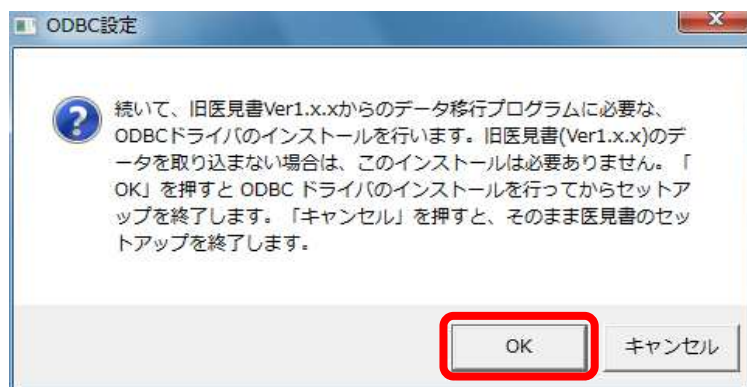 ODBC設定
続いて、旧医見書Ver1.x.xからのデータ移行プログラムに必要な、
ODBCドライバのインストールを行います。旧医見書(Ver1.x.x)のデ
ータを取り込まない場合は、このインストールは必要ありません。「
OK」を押すと ODBC ドライバのインストールを行ってからセットア
ップを終了します。「キャンセル」を押すと、そのまま医見書のセッ
トアップを終了します。
OK
キャンセル